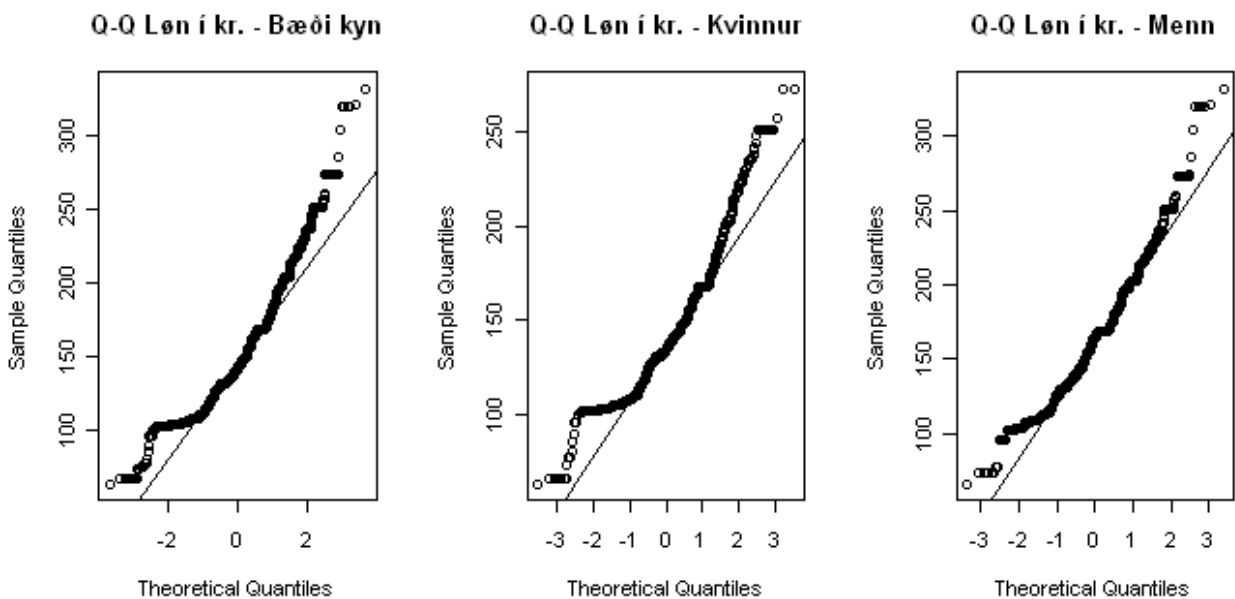 Q-Q Løn í kr. - Bæði kyn
Sample Quantiles
300
250
200
150
100
-2 0 2
Theoretical Quantiles
Q-Q Løn í kr. - Kvinnur
Sample Quantiles
250
200
150
100
-3 -2 -1 0 1 2 3
Theoretical Quantiles
Q-Q Løn í kr. - Menn
Sample Quantiles
300
250
200
150
100
-3 -2 -1 0 1 2 3
Theoretical Quantiles